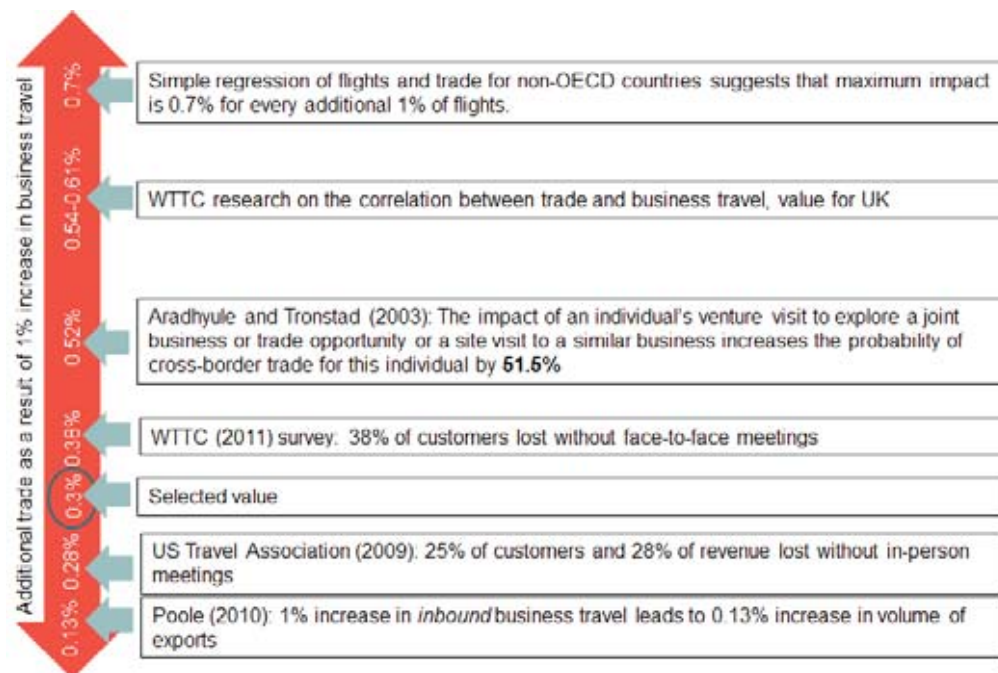 Additional trade as a result of 1% increase in business travel
0.7%
Simple regression of flights and trade for non-OECD countries suggests that maximum impact
is 0.7% for every additional 1% of flights.
0.54-0.61%
WTTC research on the correlation between trade and business travel, value for UK
0.52%
Aradhyule and Tronstad (2003): The impact of an individual's venture visit to explore a joint
business or trade opportunity or a site visit to a similar business increases the probability of
cross-border trade for this individual by 51.5%
0.38%
WTTC (2011) survey: 38% of customers lost without face-to-face meetings
0.3%
Selected value
0.28%
US Travel Association (2009): 25% of customers and 28% of revenue lost without in-person
meetings
0.13%
Poole (2010): 1% increase in inbound business travel leads to 0.13% increase in volume of
exports